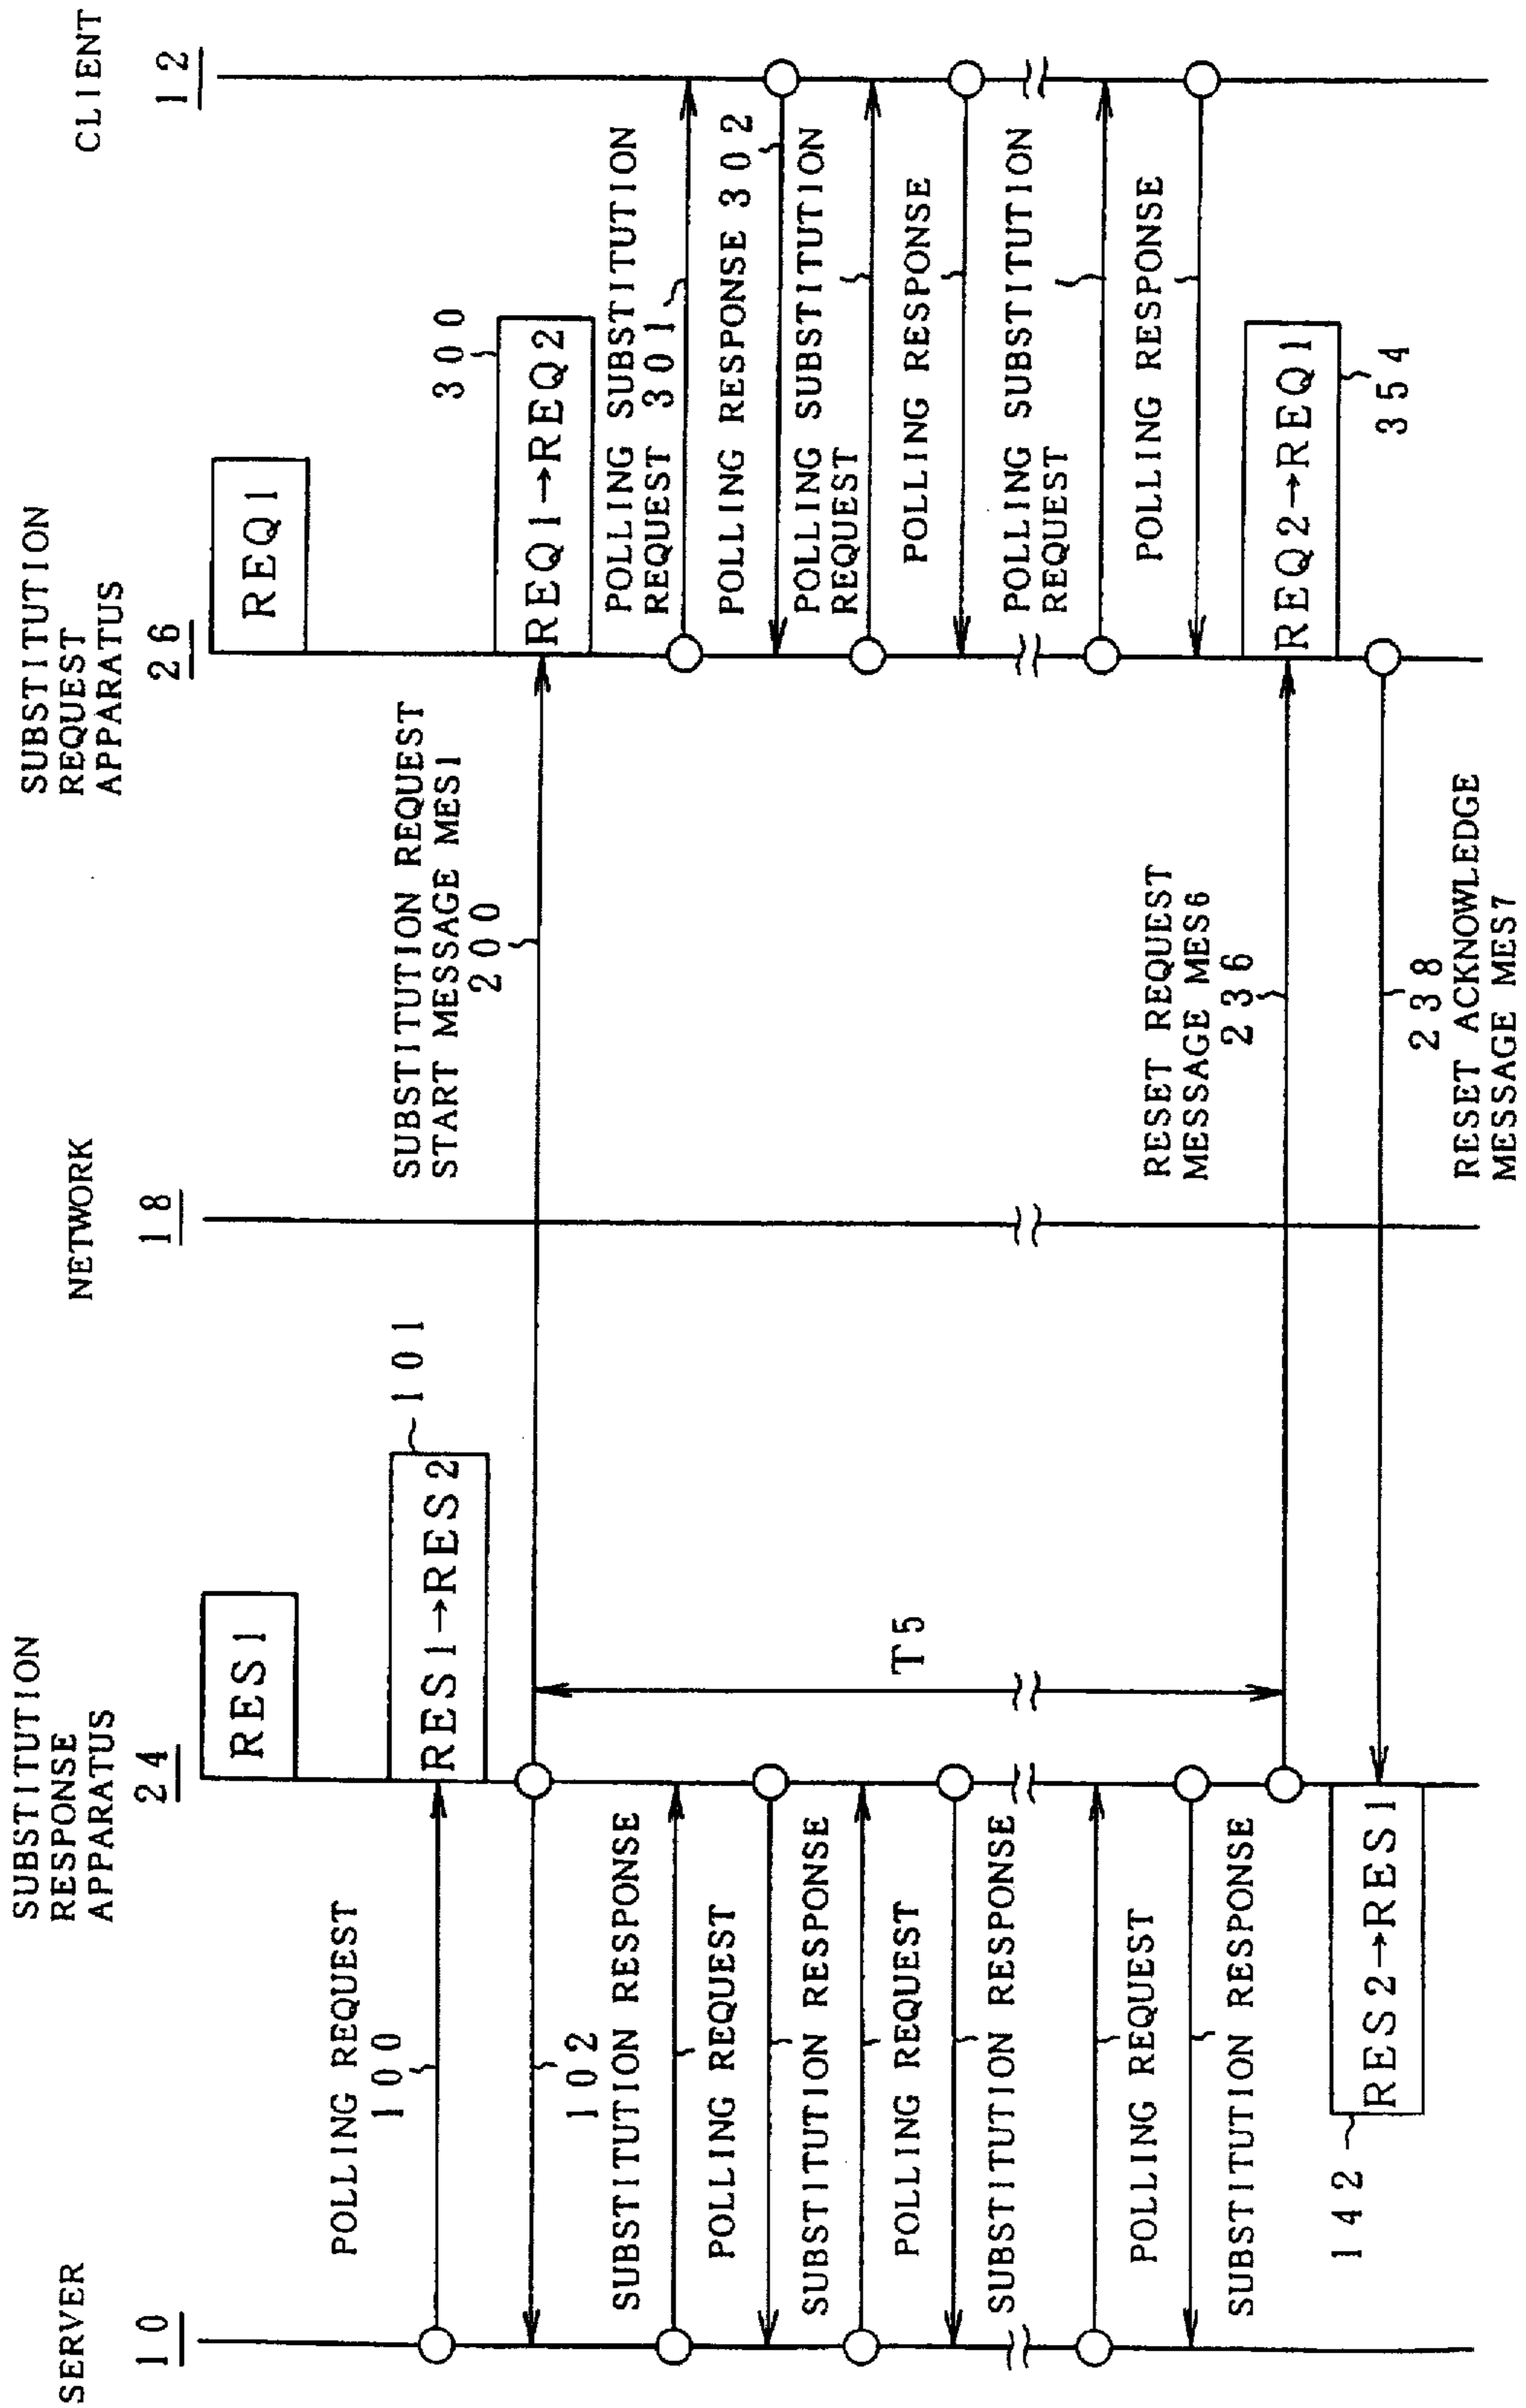 SERVER
10
SUBSTITUTION
RESPONSE
APPARATUS
24
NETWORK
18
SUBSTITUTION
REQUEST
APPARATUS
26
CLIENT
12
RES1
REQ1
POLLING REQUEST
100
RES1→RES2
101
102
SUBSTITUTION RESPONSE
SUBSTITUTION REQUEST
START MESSAGE MES1
200
300
REQ1→REQ2
POLLING SUBSTITUTION
REQUEST 301
POLLING REQUEST
POLLING RESPONSE 302
SUBSTITUTION RESPONSE
POLLING SUBSTITUTION
REQUEST
POLLING REQUEST
T5
POLLING RESPONSE
SUBSTITUTION RESPONSE
POLLING SUBSTITUTION
REQUEST
POLLING REQUEST
POLLING RESPONSE
SUBSTITUTION RESPONSE
RESET REQUEST
MESSAGE MES6
236
REQ2→REQ1
354
142
RES2→RES1
238
RESET ACKNOWLEDGE
MESSAGE MES7